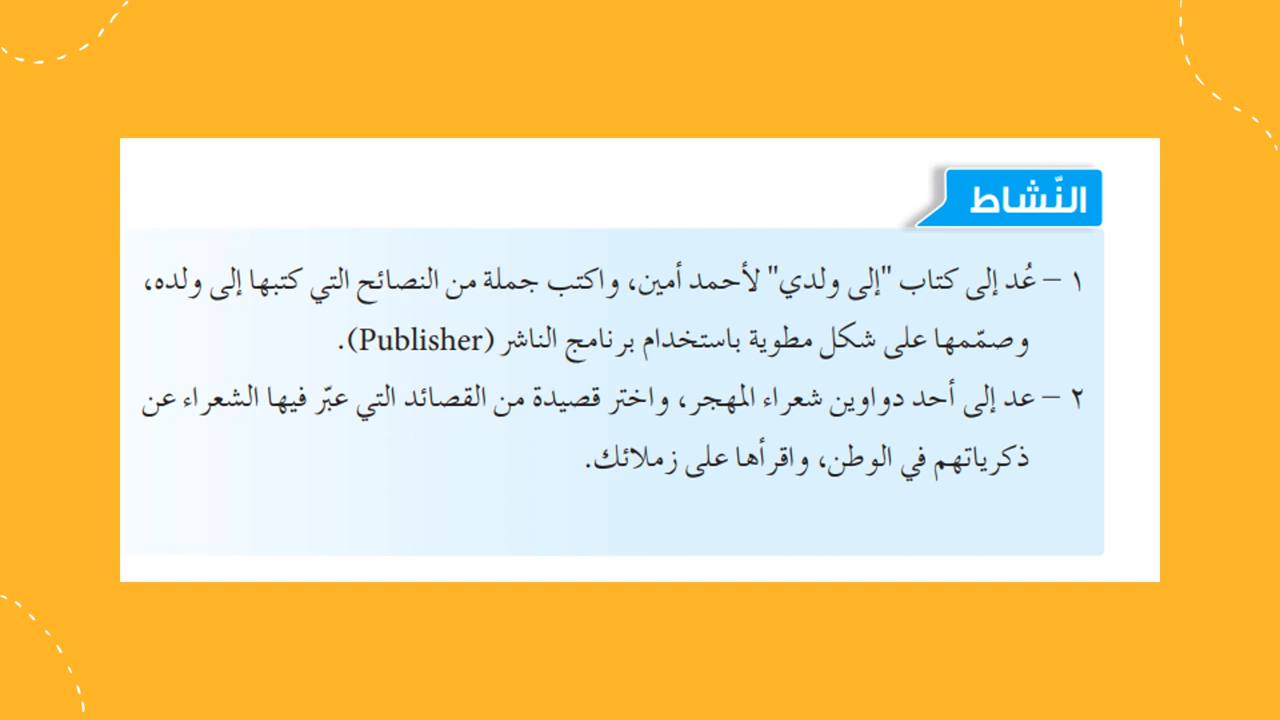 النّشاط
١ – عُد إلى كتاب "إلى ولدي" لأحمد أمين، واكتب جملة من النصائح التي كتبها إلى ولده،
وصمّمها على شكل مطوية باستخدام برنامج الناشر (Publisher).
٢ – عد إلى أحد دواوين شعراء المهجر، واختر قصيدة من القصائد التي عبّر فيها الشعراء عن
ذكرياتهم في الوطن، واقرأها على زملائك.